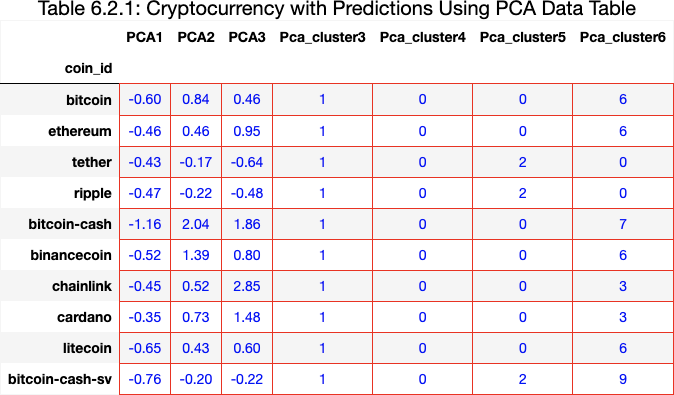 Table 6.2.1: Cryptocurrency with Predictions Using PCA Data Table
PCA1 PCA2 PCA3 Pca_cluster3 Pca_cluster4 Pca_cluster5 Pca_cluster6
coin_id
bitcoin -0.60 0.84 0.46 1 0 0 6
ethereum -0.46 0.46 0.95 1 0 0 6
tether -0.43 -0.17 -0.64 1 0 2 0
ripple -0.47 -0.22 -0.48 1 0 2 0
bitcoin-cash -1.16 2.04 1.86 1 0 0 7
binancecoin -0.52 1.39 0.80 1 0 0 6
chainlink -0.45 0.52 2.85 1 0 0 3
cardano -0.35 0.73 1.48 1 0 0 3
litecoin -0.65 0.43 0.60 1 0 0 6
bitcoin-cash-sv -0.76 -0.20 -0.22 1 0 2 9